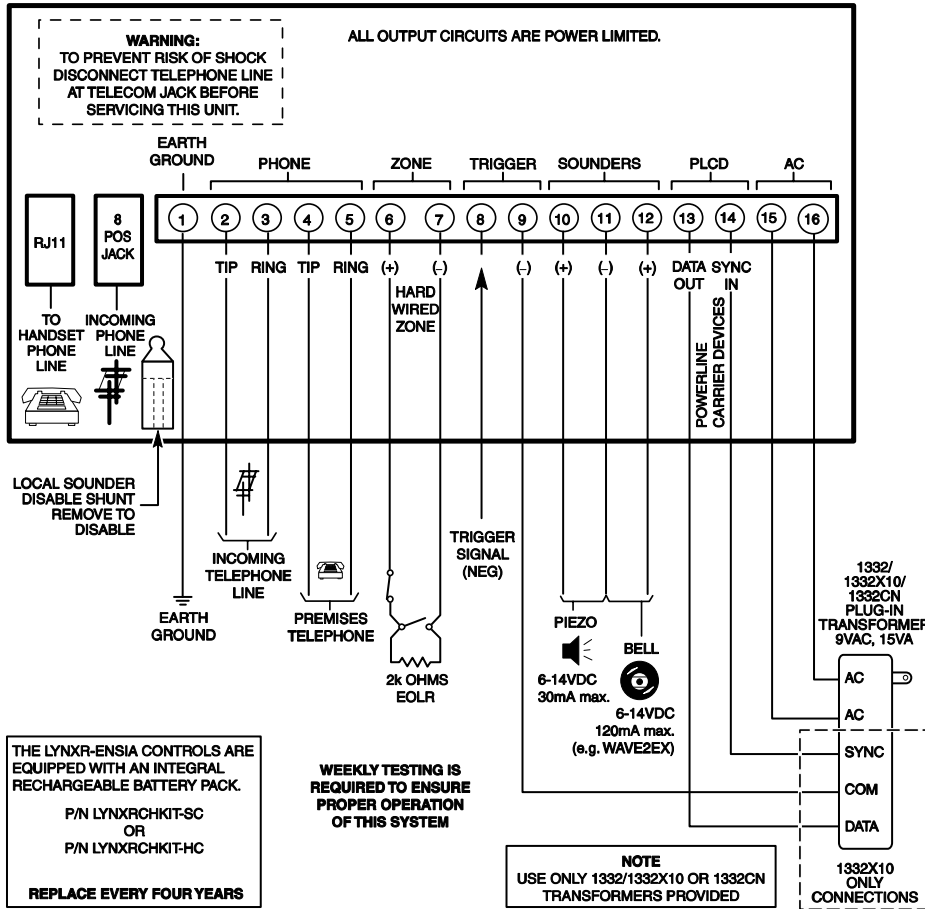 WARNING:
TO PREVENT RISK OF SHOCK
DISCONNECT TELEPHONE LINE
AT TELECOM JACK BEFORE
SERVICING THIS UNIT.
ALL OUTPUT CIRCUITS ARE POWER LIMITED.
EARTH
GROUND
PHONE
ZONE
TRIGGER
SOUNDERS
PLCD
AC
RJ11
8
POS
JACK
1
2
3
4
5
6
7
8
9
10
11
12
13
14
15
16
TIP
RING
TIP
RING
(+)
(–)
(–)
(+)
(–)
(+)
DATA
OUT
SYNC
IN
HARD
WIRED
ZONE
POWERLINE
CARRIER DEVICES
TO
HANDSET
PHONE
LINE
INCOMING
PHONE
LINE
LOCAL SOUNDER
DISABLE SHUNT
REMOVE TO
DISABLE
EARTH
GROUND
INCOMING
TELEPHONE
LINE
PREMISES
TELEPHONE
2k OHMS
EOLR
TRIGGER
SIGNAL
(NEG)
PIEZO
6-14VDC
30mA max.
BELL
6-14VDC
120mA max.
(e.g. WAVE2EX)
1332/
1332X10/
1332CN
PLUG-IN
TRANSFORMER
9VAC, 15VA
AC
AC
SYNC
COM
DATA
1332X10
ONLY
CONNECTIONS
THE LYNXR-ENSIA CONTROLS ARE
EQUIPPED WITH AN INTEGRAL
RECHARGEABLE BATTERY PACK.
P/N LYNXRCHKIT-SC
OR
P/N LYNXRCHKIT-HC
REPLACE EVERY FOUR YEARS
WEEKLY TESTING IS
REQUIRED TO ENSURE
PROPER OPERATION
OF THIS SYSTEM
NOTE
USE ONLY 1332/1332X10 OR 1332CN
TRANSFORMERS PROVIDED